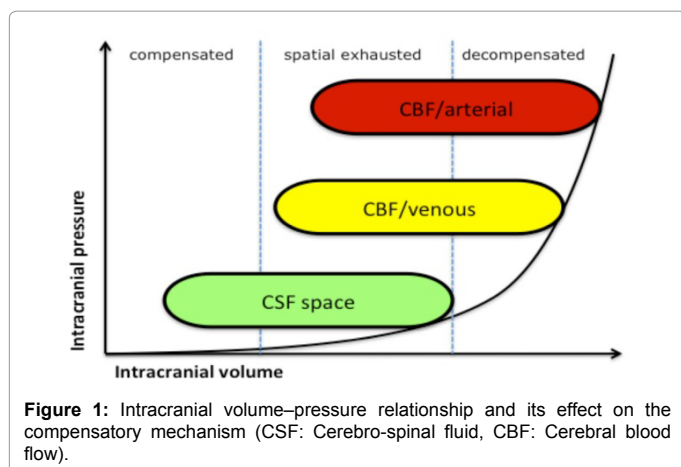 compensated spatial exhausted decompensated
CBF/arterial
CBF/venous
CSF space
Intracranial pressure
Intracranial volume
Figure 1: Intracranial volume–pressure relationship and its effect on the
compensatory mechanism (CSF: Cerebro-spinal fluid, CBF: Cerebral blood
flow).